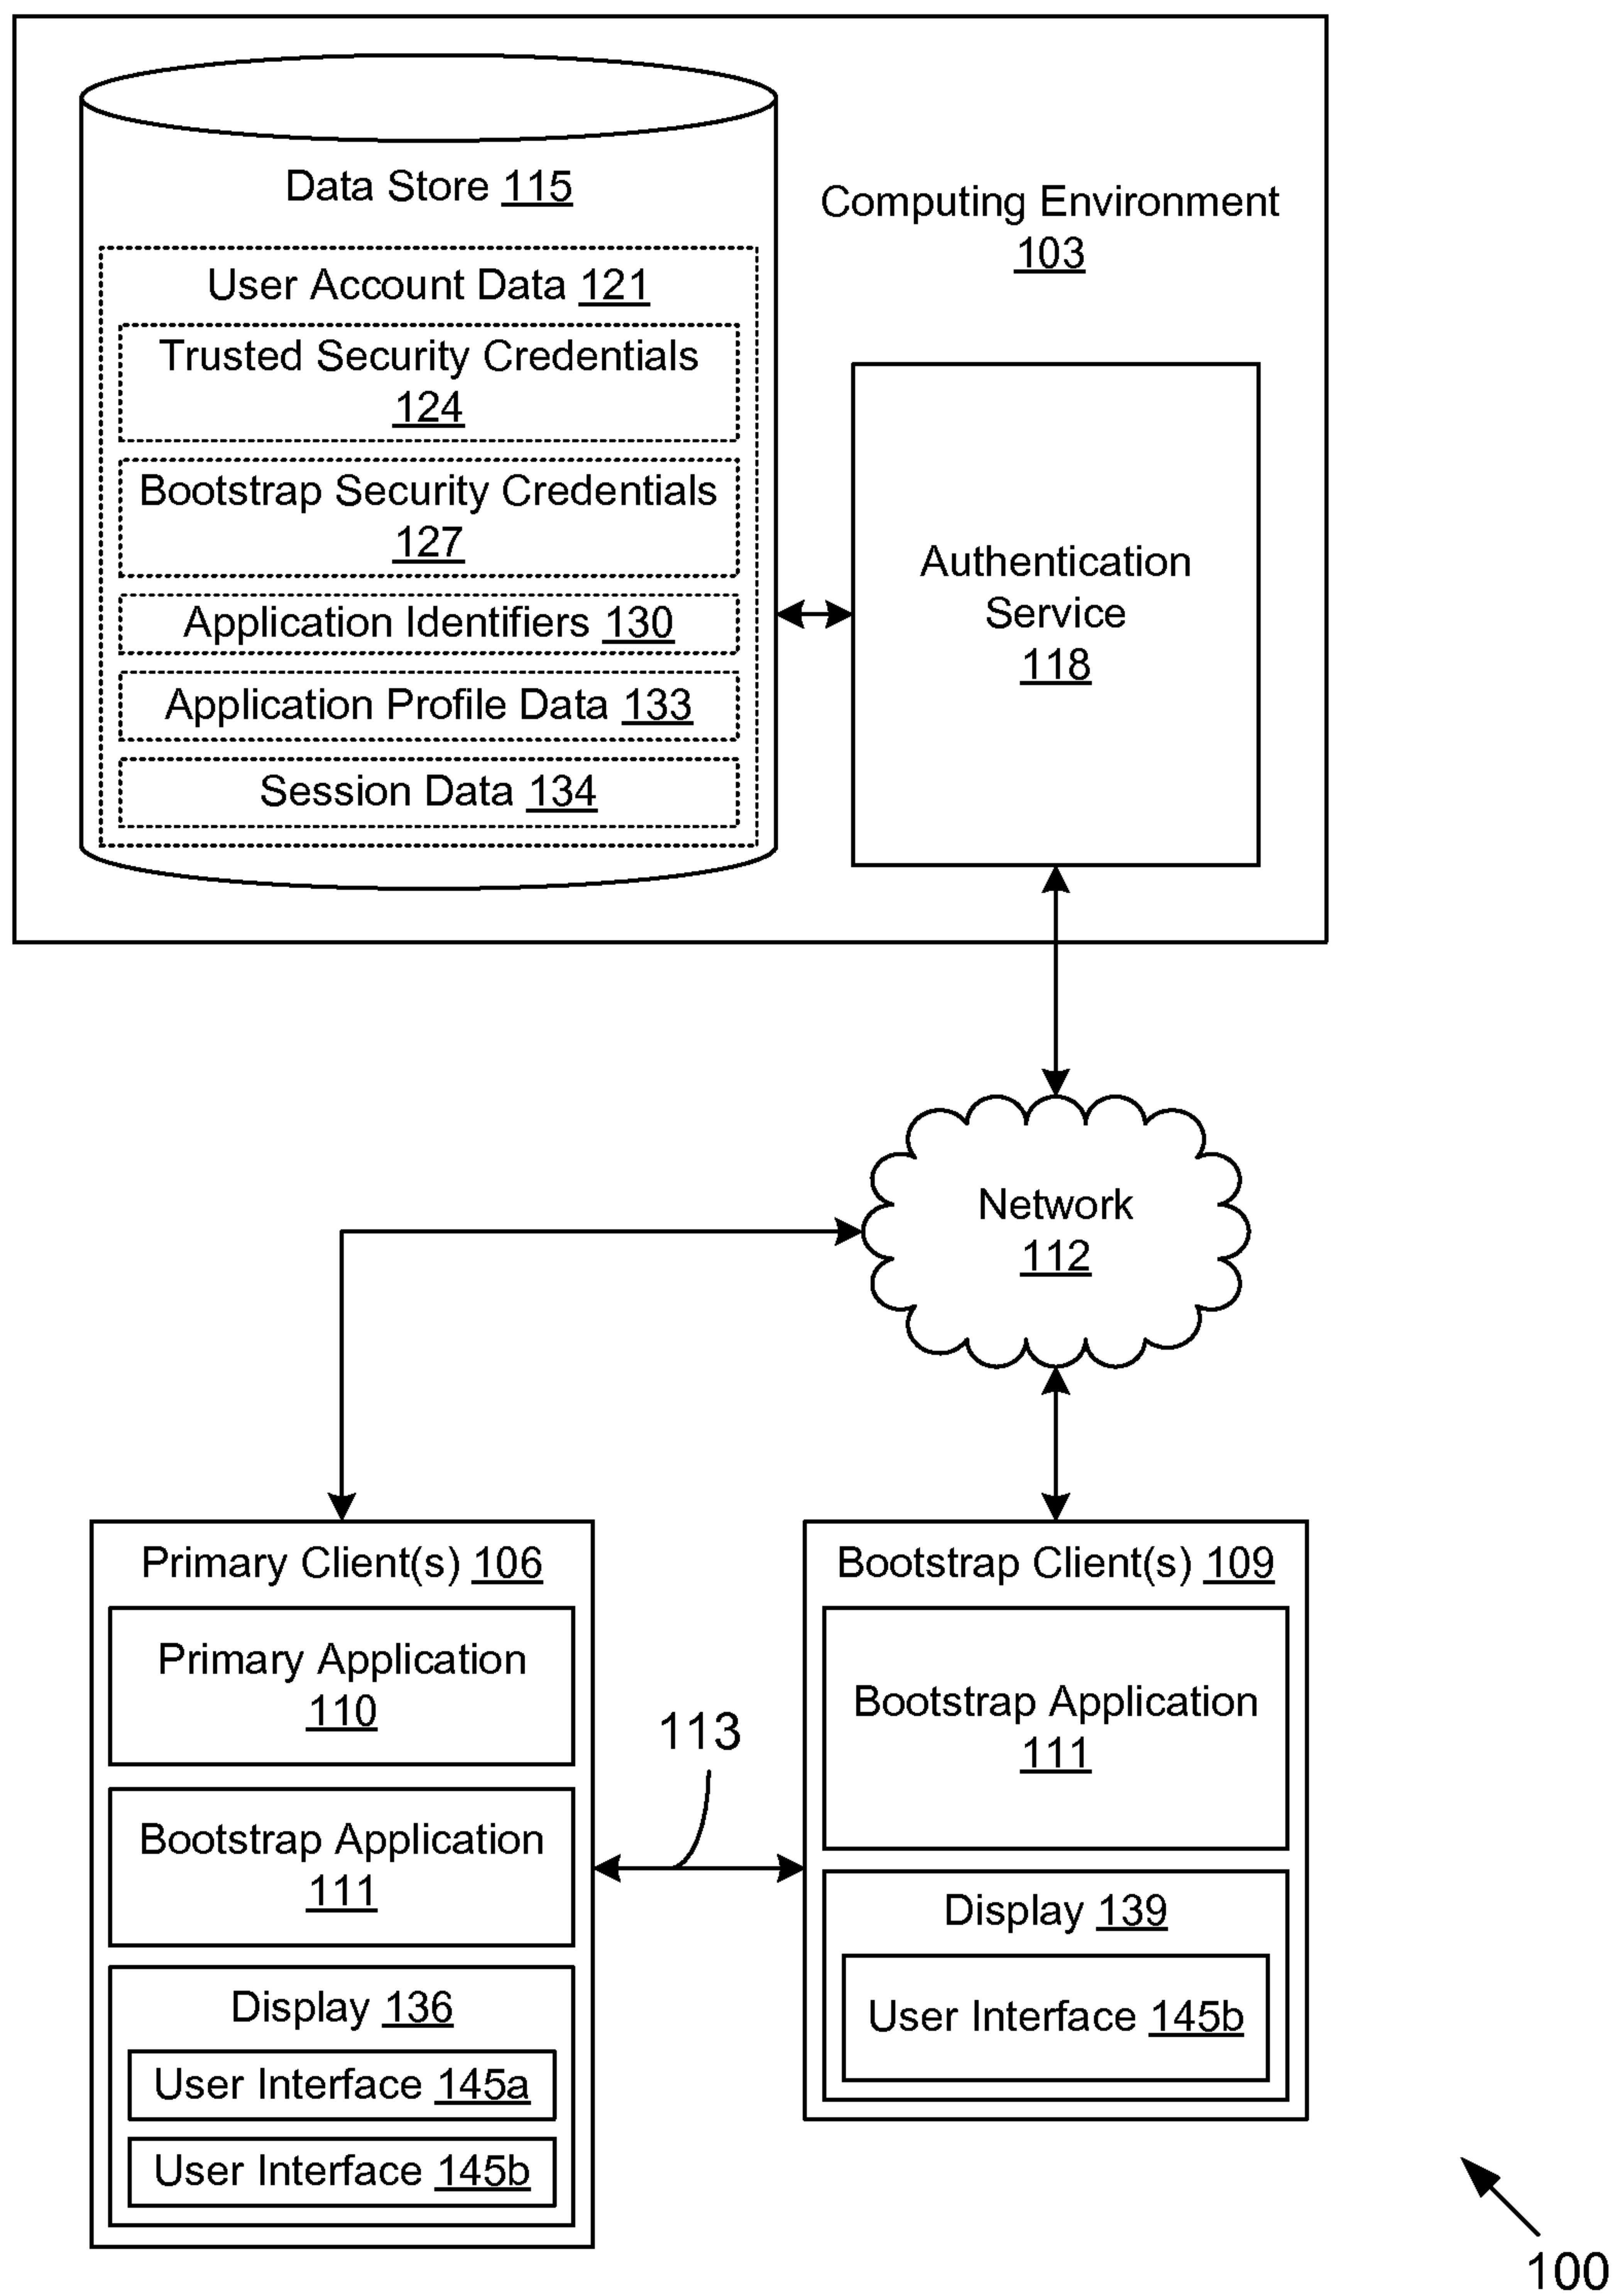 Data Store 115
Computing Environment
103
User Account Data 121
Trusted Security Credentials
124
Bootstrap Security Credentials
127
Application Identifiers 130
Application Profile Data 133
Session Data 134
Authentication
Service
118
Network
112
Primary Client(s) 106
Primary Application
110
Bootstrap Application
111
Display 136
User Interface 145a
User Interface 145b
113
Bootstrap Client(s) 109
Bootstrap Application
111
Display 139
User Interface 145b
100